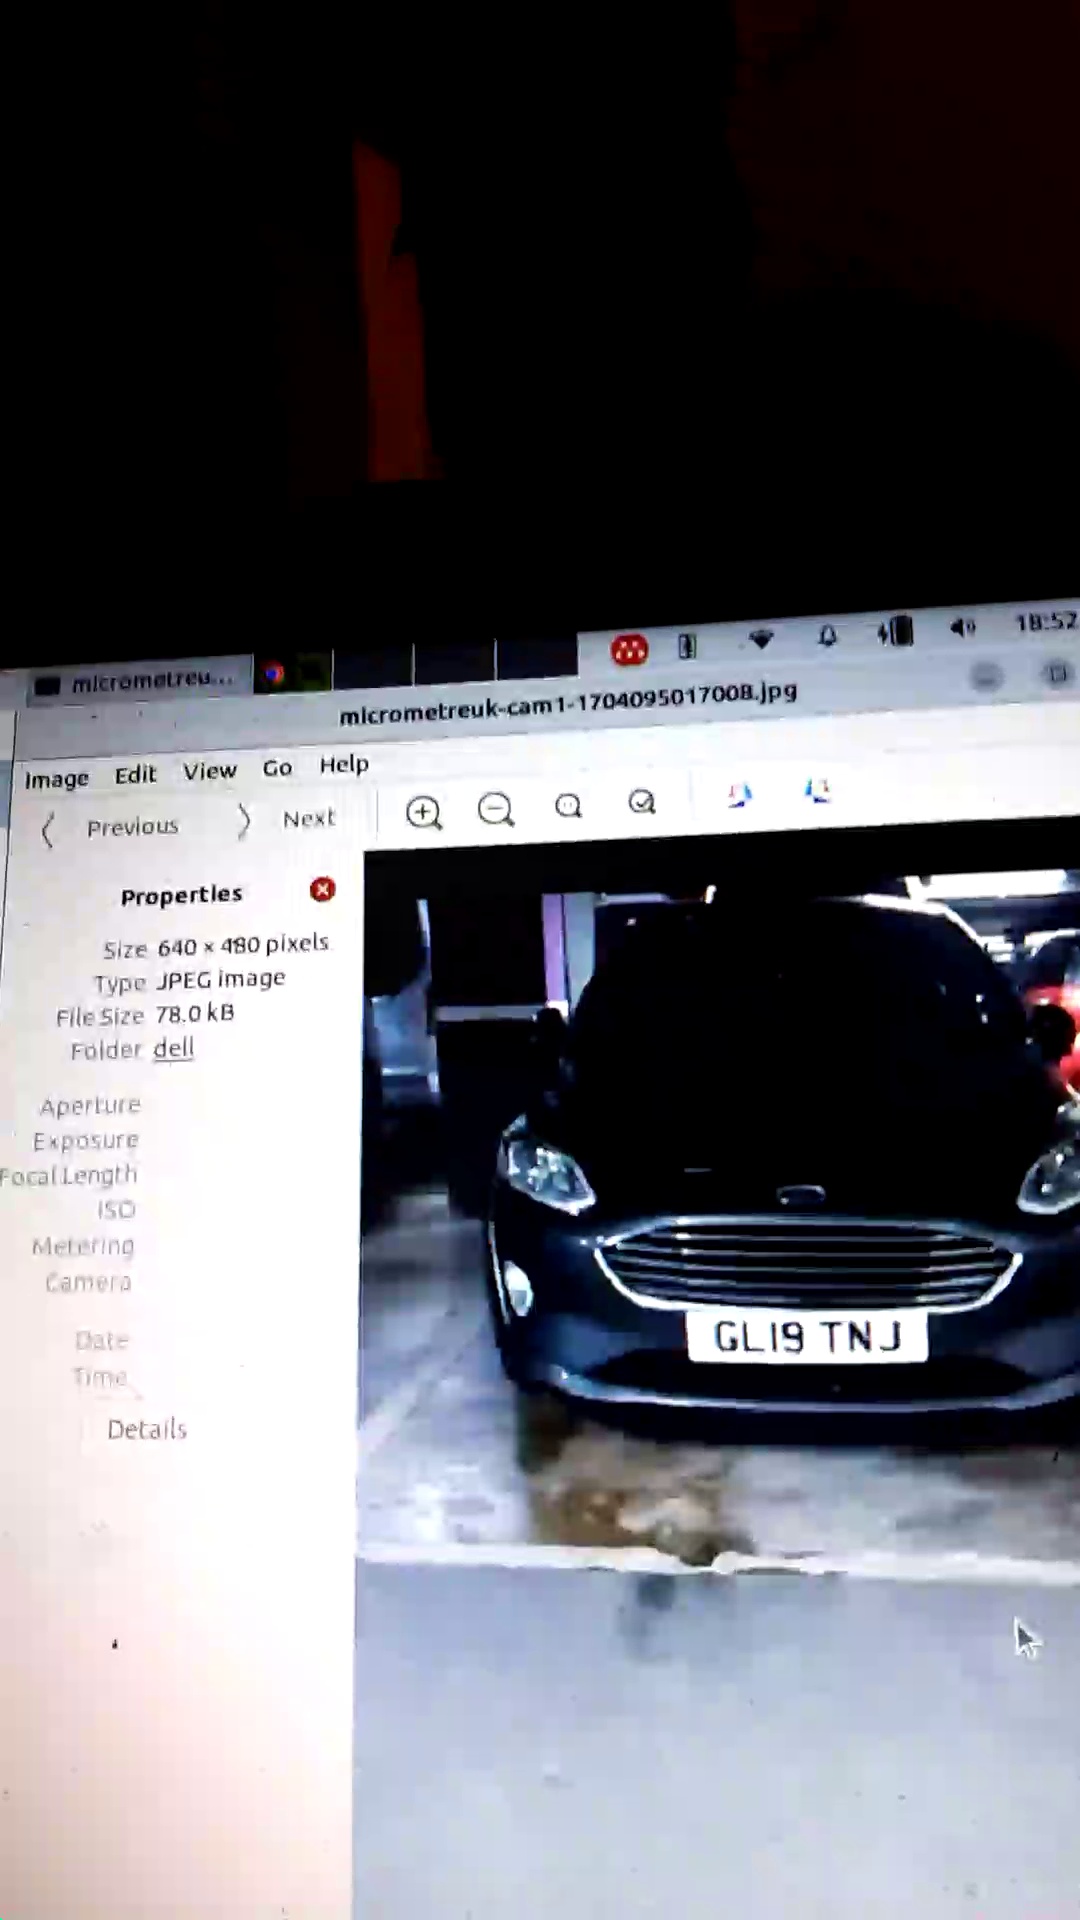 micrometreu...
18:52
micrometreuk-cam1-1704095017008.jpg
Image Edit View Go Help
Previous Next
Properties
Size 640 × 480 pixels
Type JPEG image
File Size 78.0 kB
Folder dell
Aperture
Exposure
Focal Length
ISO
Metering
Camera
Date
Time
Details
GL19 TNJ